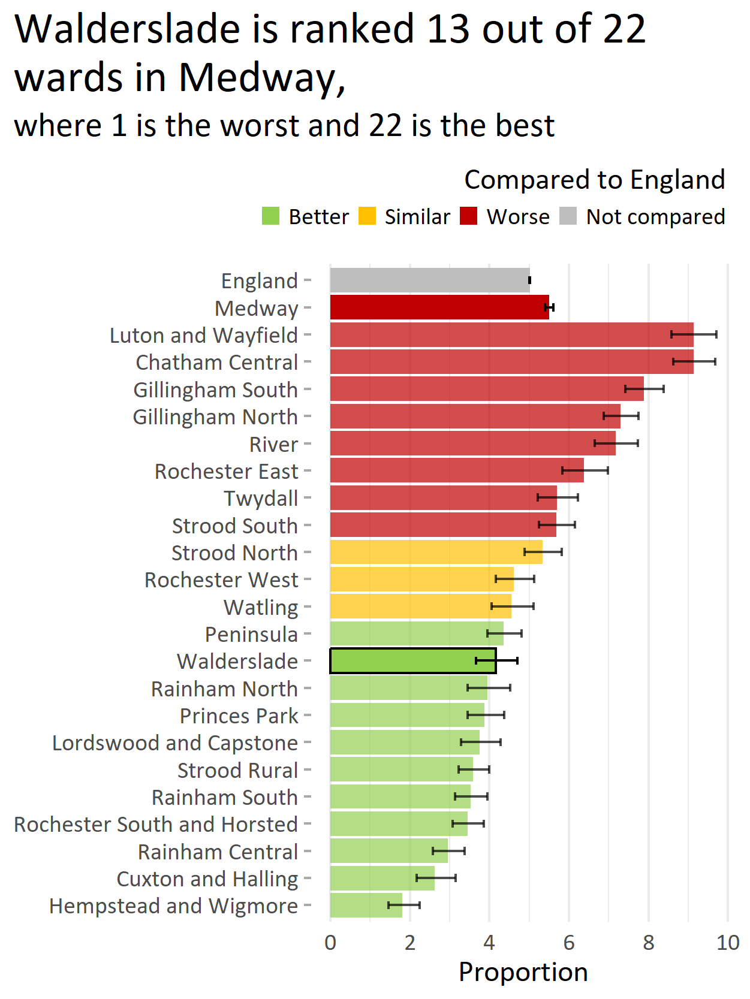 Walderslade is ranked 13 out of 22
wards in Medway,
where 1 is the worst and 22 is the best
Compared to England
Better Similar Worse Not compared
England
Medway
Luton and Wayfield
Chatham Central
Gillingham South
Gillingham North
River
Rochester East
Twydall
Strood South
Strood North
Rochester West
Watling
Peninsula
Walderslade
Rainham North
Princes Park
Lordswood and Capstone
Strood Rural
Rainham South
Rochester South and Horsted
Rainham Central
Cuxton and Halling
Hempstead and Wigmore
0 2 4 6 8 10
Proportion